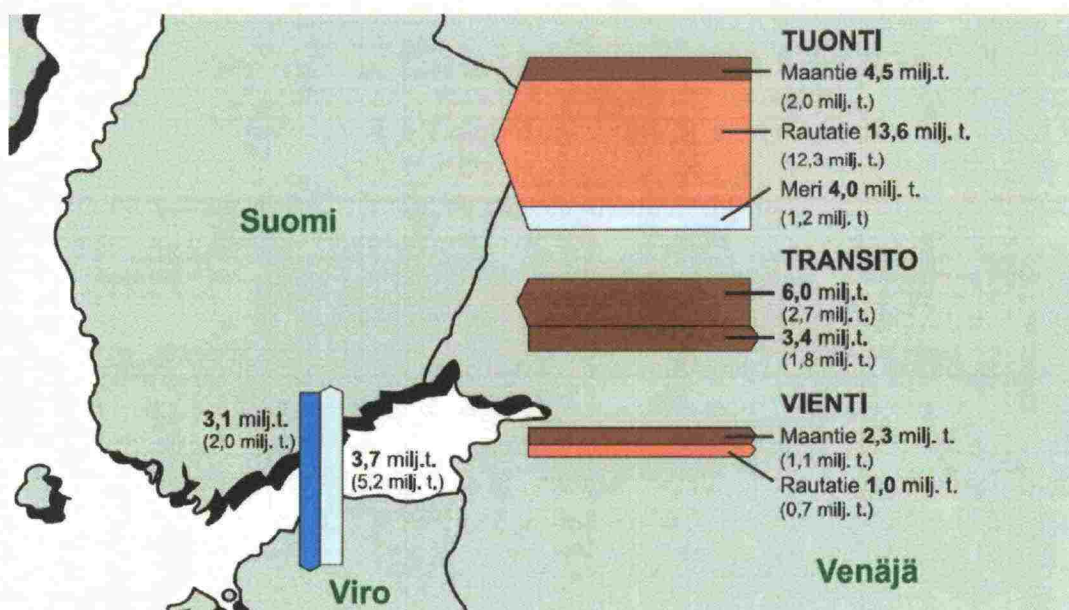 TUONTI
Maantie 4,5 milj.t.
(2,0 milj. t.)
Rautatie 13,6 milj. t.
(12,3 milj. t.)
Meri 4,0 milj. t.
(1,2 milj. t)
Suomi
TRANSITO
6,0 milj.t.
(2,7 milj. t.)
3,4 milj.t.
(1,8 milj. t.)
VIENTI
Maantie 2,3 milj. t.
(1,1 milj. t.)
Rautatie 1,0 milj. t.
(0,7 milj. t.)
3,1 milj.t.
(2,0 milj. t.)
3,7 milj.t.
(5,2 milj. t.)
Viro
Venäjä